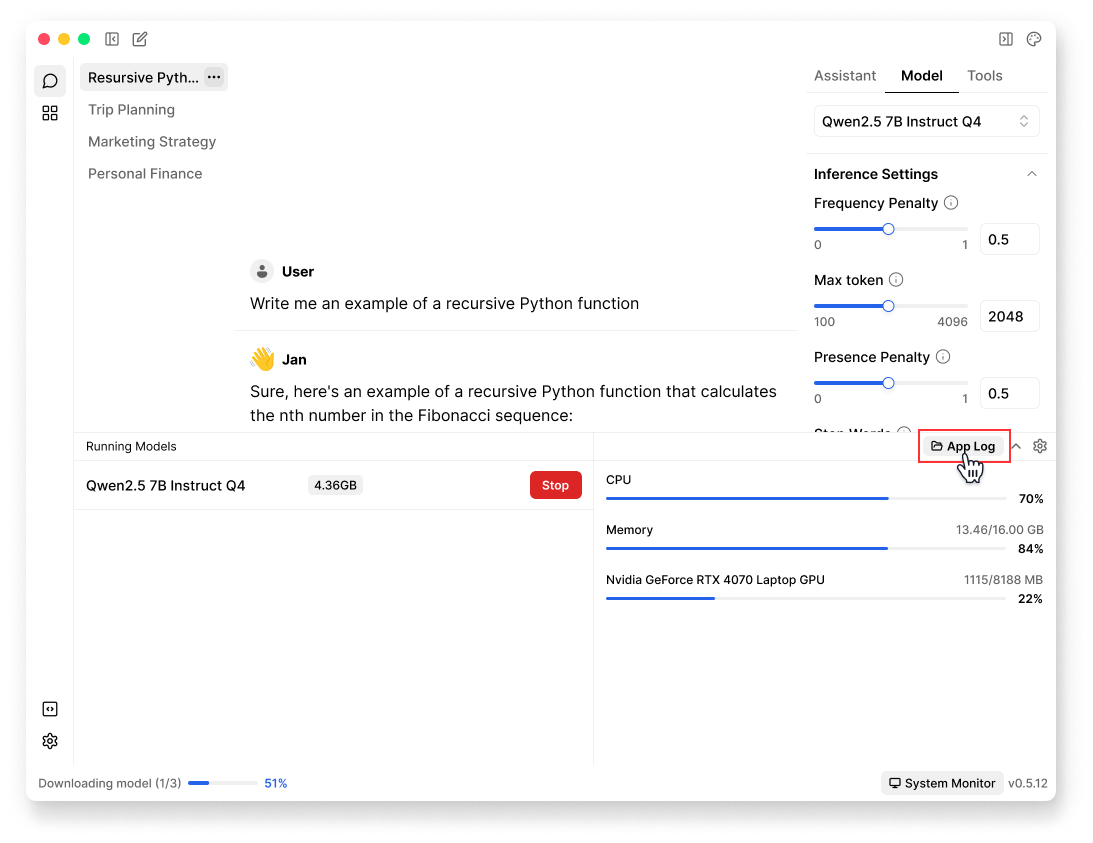 Resursive Pyth...
Trip Planning
Marketing Strategy
Personal Finance
User
Write me an example of a recursive Python function
Jan
Sure, here's an example of a recursive Python function that calculates
the nth number in the Fibonacci sequence:
Assistant Model Tools
Qwen2.5 7B Instruct Q4
Inference Settings
Frequency Penalty
0 1 0.5
Max token
100 4096 2048
Presence Penalty
0 1 0.5
Stop Words
Running Models
App Log
Qwen2.5 7B Instruct Q4 4.36GB Stop
CPU
70%
Memory 13.46/16.00 GB
84%
Nvidia GeForce RTX 4070 Laptop GPU 1115/8188 MB
22%
Downloading model (1/3) 51%
System Monitor v0.5.12